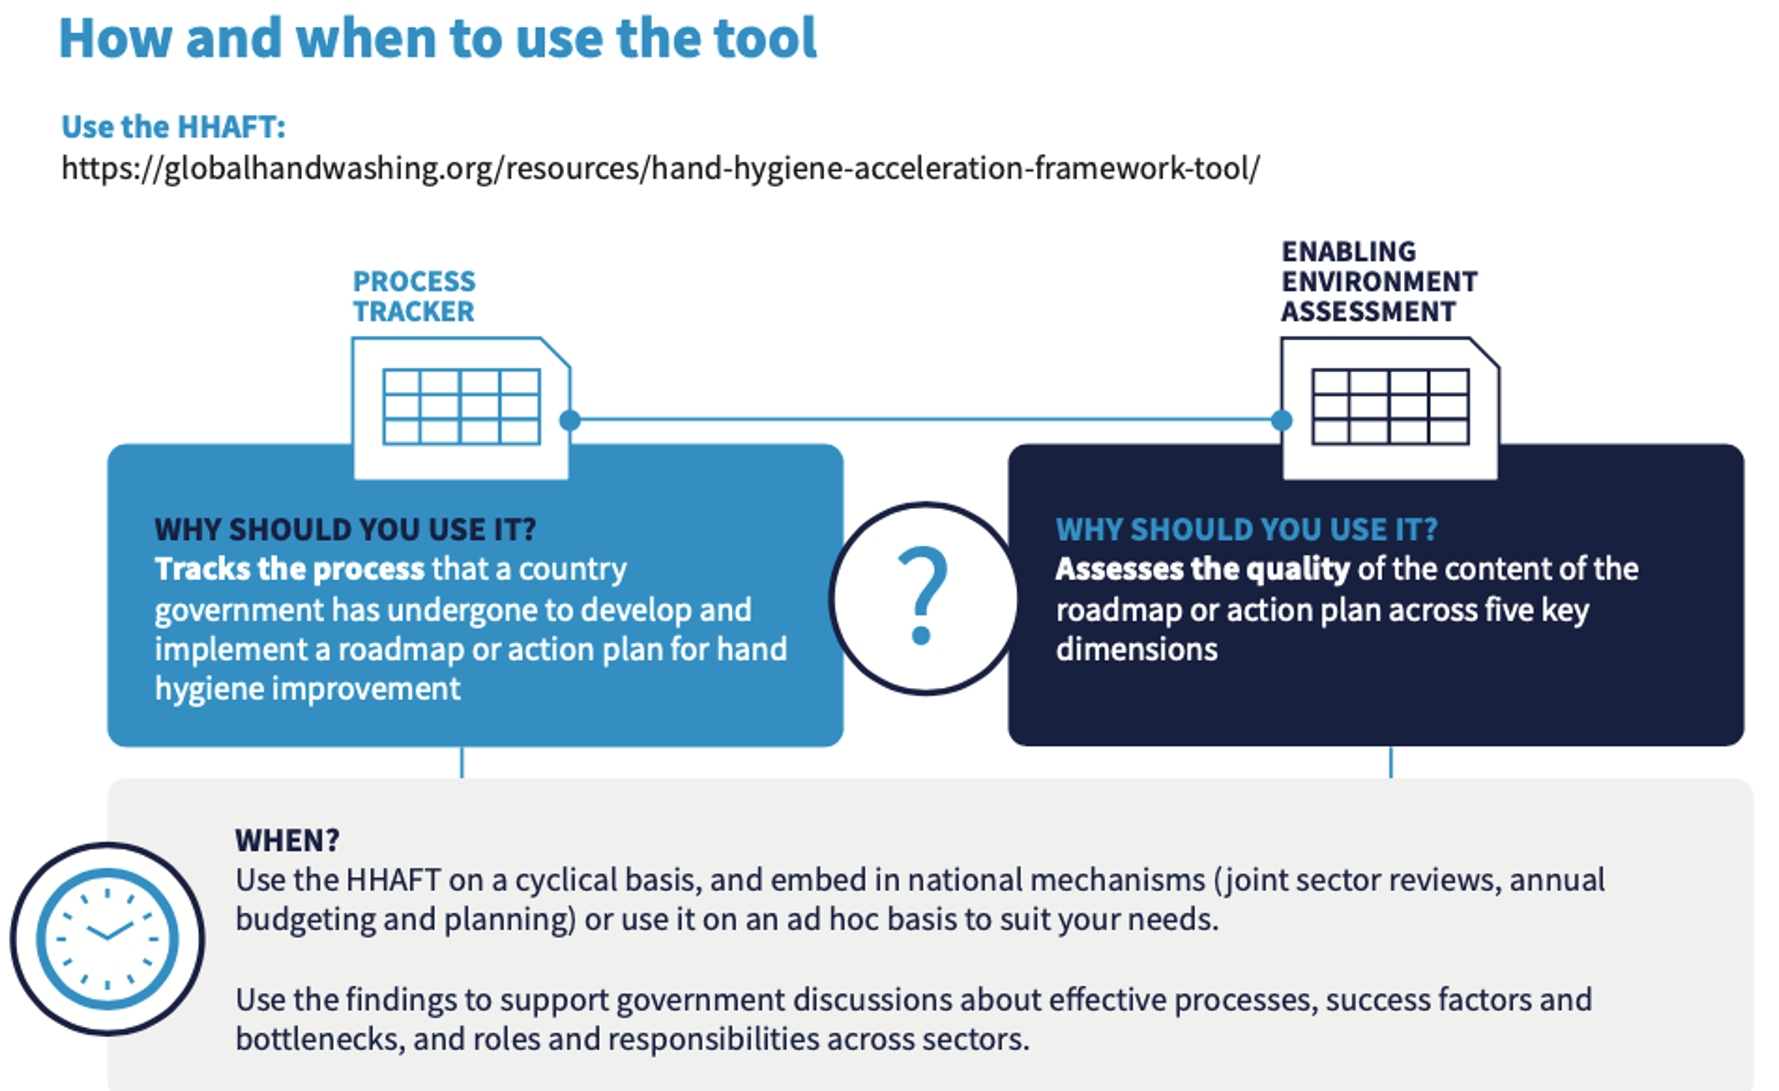 How and when to use the tool
Use the HHAFT:
https://globalhandwashing.org/resources/hand-hygiene-acceleration-framework-tool/
PROCESS
TRACKER
WHY SHOULD YOU USE IT?
Tracks the process that a country
government has undergone to develop and
implement a roadmap or action plan for hand
hygiene improvement
?
ENABLING
ENVIRONMENT
ASSESSMENT
WHY SHOULD YOU USE IT?
Assesses the quality of the content of the
roadmap or action plan across five key
dimensions
WHEN?
Use the HHAFT on a cyclical basis, and embed in national mechanisms (joint sector reviews, annual
budgeting and planning) or use it on an ad hoc basis to suit your needs.
Use the findings to support government discussions about effective processes, success factors and
bottlenecks, and roles and responsibilities across sectors.